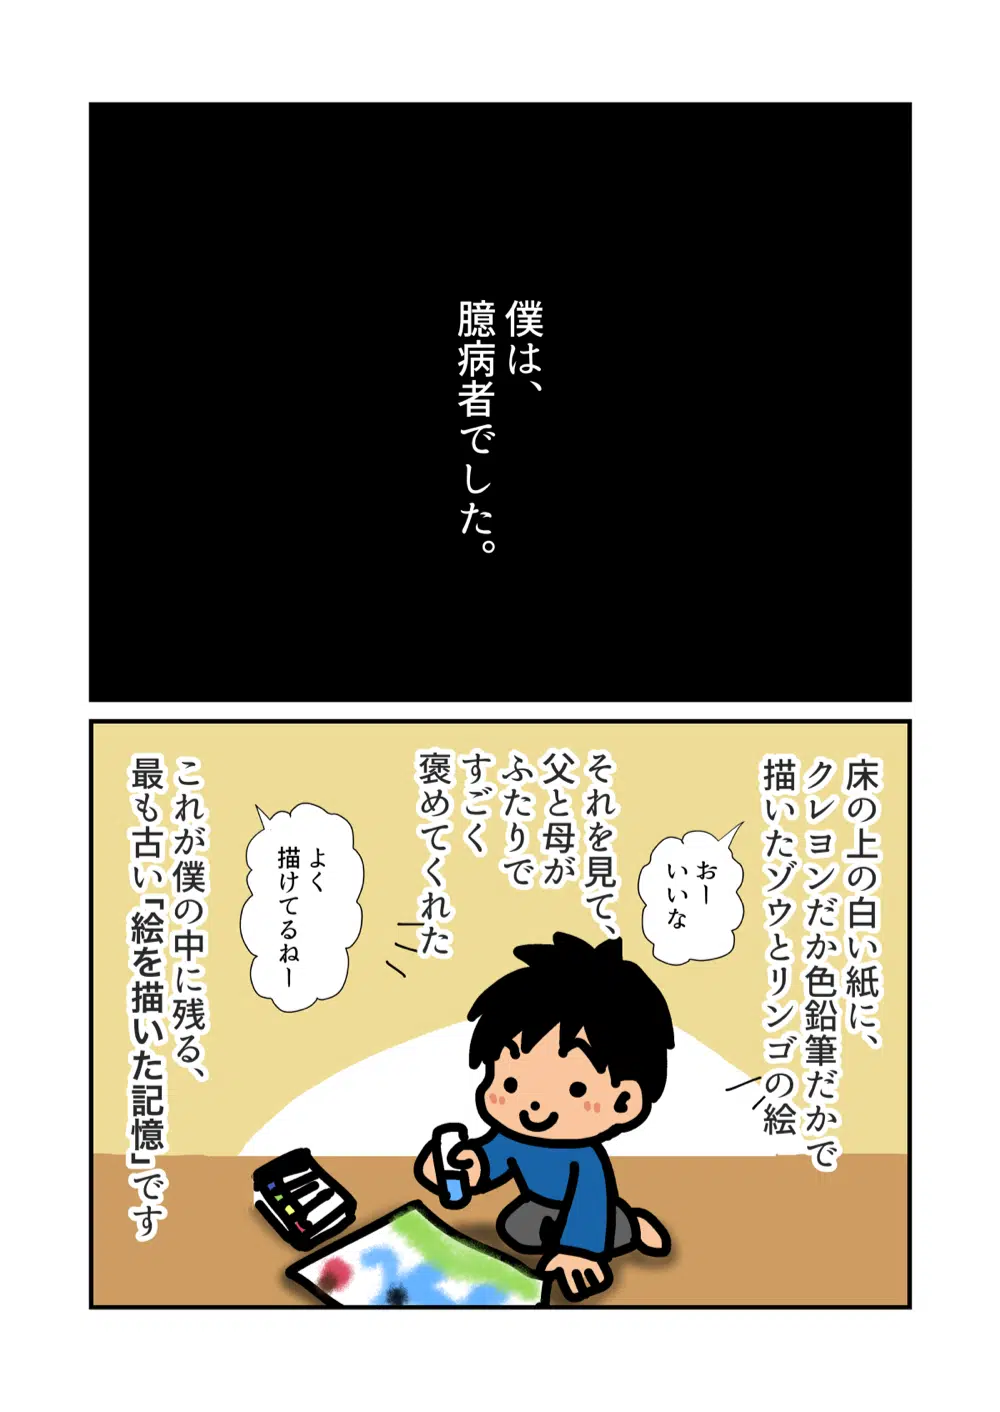 僕は、
臆病者でした。
床の上の白い紙に、
クレヨンだか色鉛筆だかで
描いたゾウとリンゴの絵
おー
いいな
それを見て、
父と母が
ふたりで
すごく
褒めてくれた
よく
描けてるねー
これが僕の中に残る、
最も古い「絵を描いた記憶」です